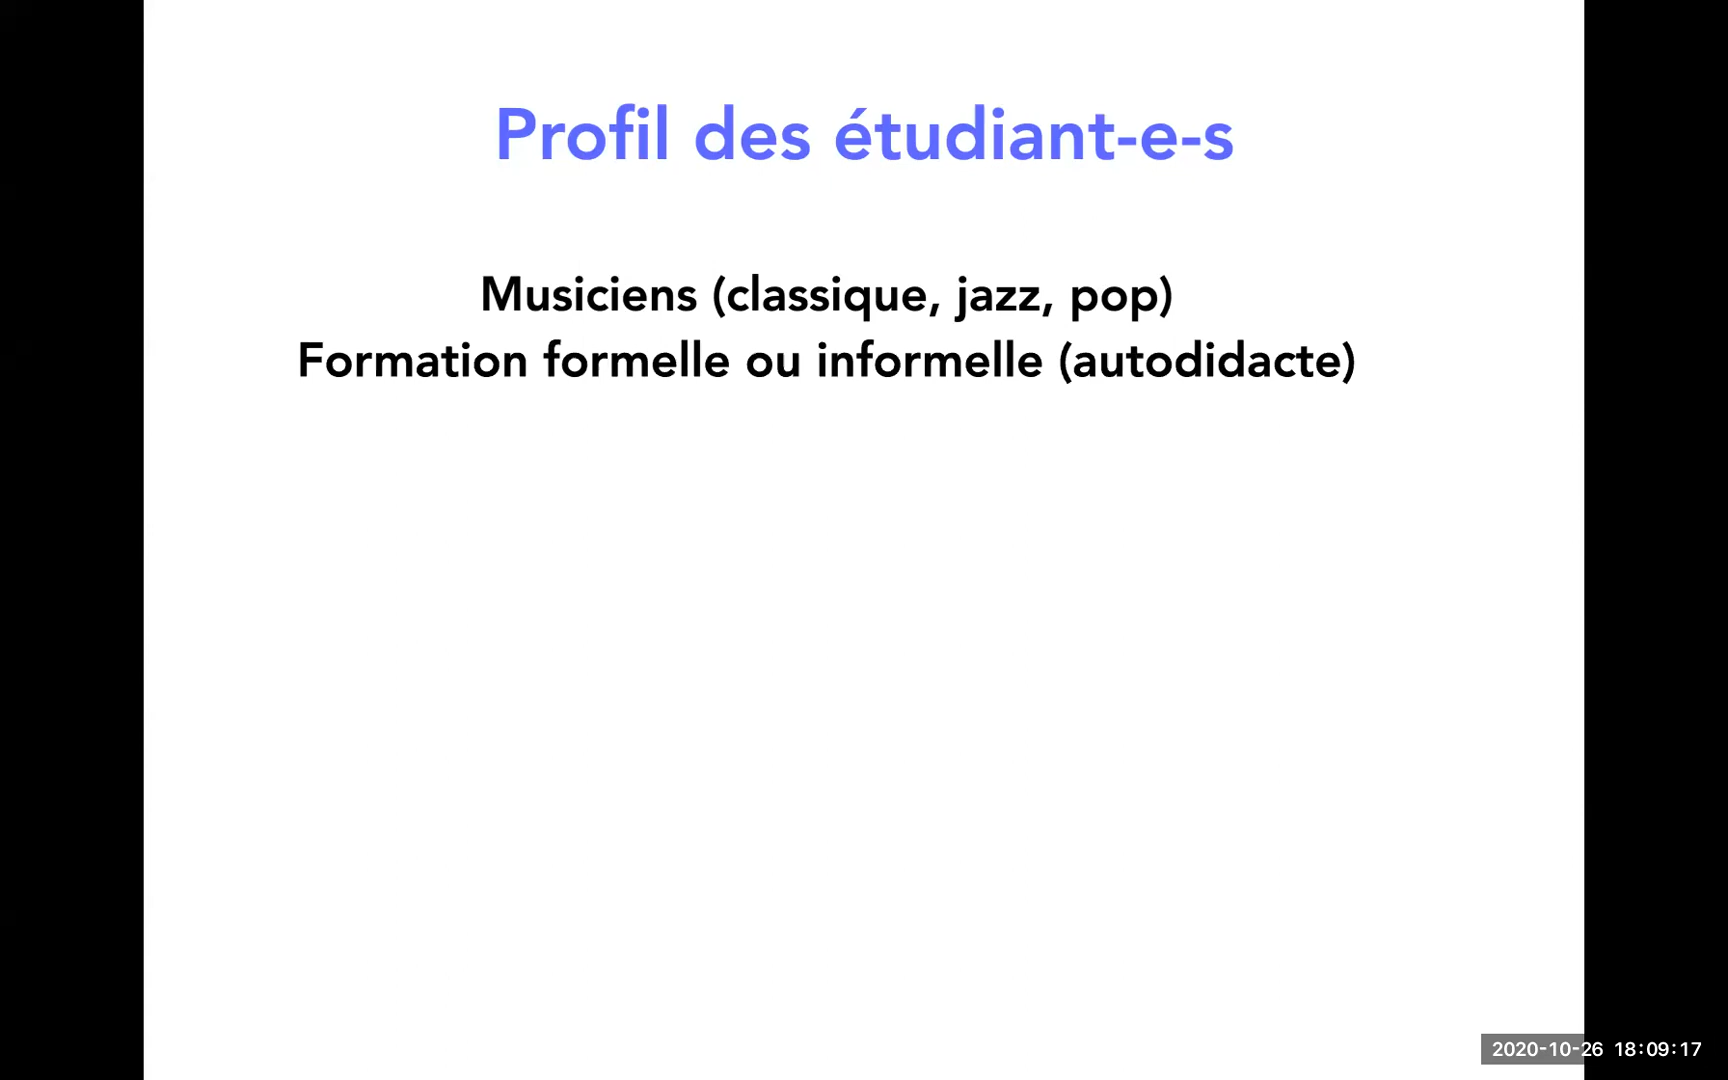 Profil des étudiant-e-s
Musiciens (classique, jazz, pop)
Formation formelle ou informelle (autodidacte)
2020-10-26 18:09:17